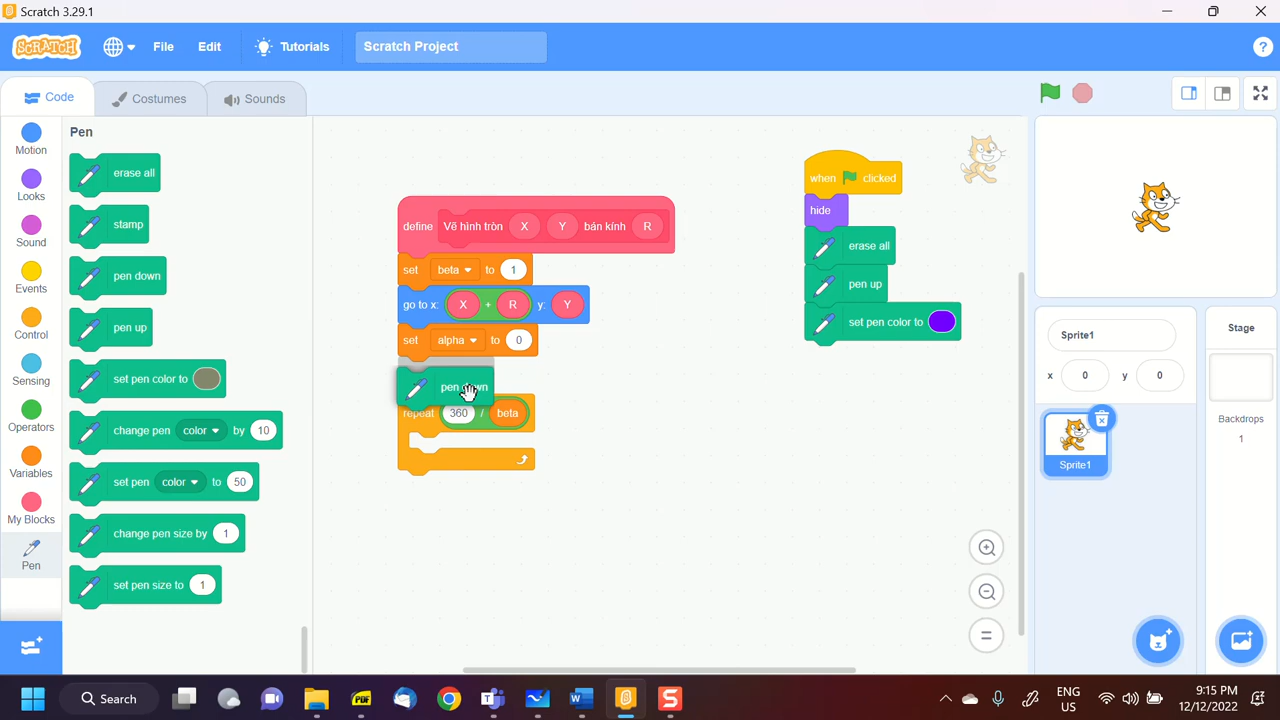 Scratch 3.29.1
SCRATCH File Edit Tutorials Scratch Project ?
Code Costumes Sounds
Motion
Looks
Sound
Events
Control
Sensing
Operators
Variables
My Blocks
Pen
Pen
erase all
stamp
pen down
pen up
set pen color to
change pen color by 10
set pen color to 50
change pen size by 1
set pen size to 1
define Vẽ hình tròn X Y bán kính R
set beta to 1
go to x: X + R y: Y
set alpha to 0
pen down
repeat 360 / beta
when clicked
hide
erase all
pen up
set pen color to
Sprite1
x 0 y 0
Sprite1
Stage
Backdrops
1
Search
ENG
US
9:15 PM
12/12/2022